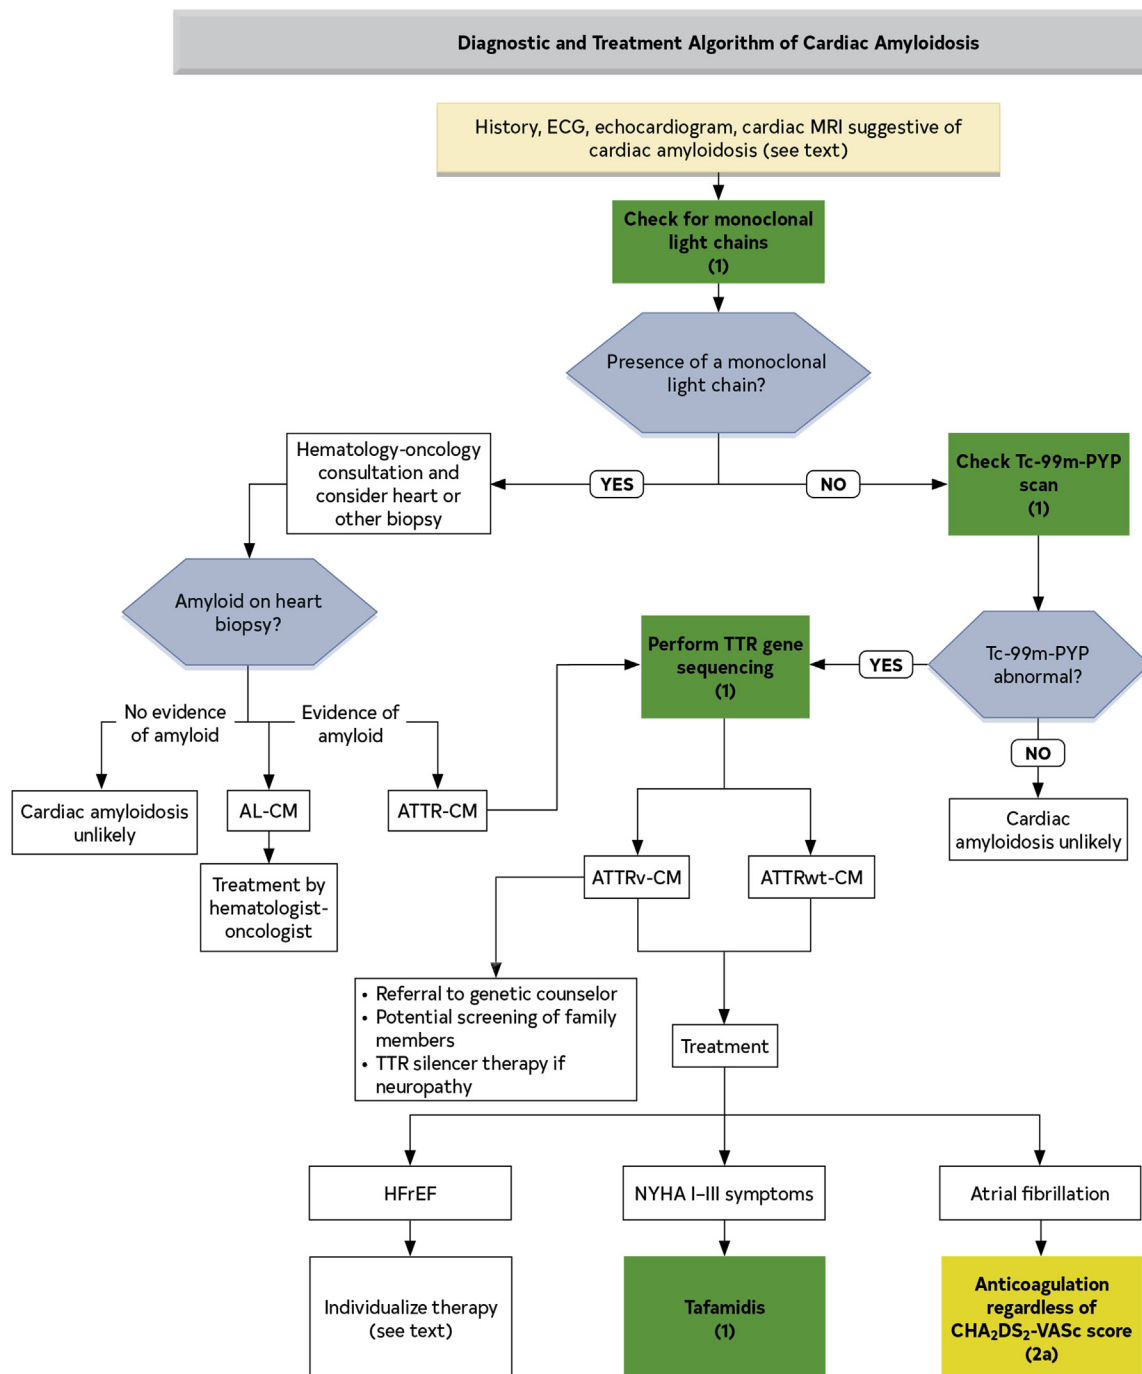 Diagnostic and Treatment Algorithm of Cardiac Amyloidosis
History, ECG, echocardiogram, cardiac MRI suggestive of
cardiac amyloidosis (see text)
Check for monoclonal
light chains
(1)
Presence of a monoclonal
light chain?
YES
NO
Hematology-oncology
consultation and
consider heart or
other biopsy
Check Tc-99m-PYP
scan
(1)
Amyloid on heart
biopsy?
Perform TTR gene
sequencing
(1)
YES
Tc-99m-PYP
abnormal?
No evidence
of amyloid
Evidence of
amyloid
NO
Cardiac amyloidosis
unlikely
AL-CM
ATTR-CM
Cardiac
amyloidosis unlikely
Treatment by
hematologist-
oncologist
ATTRv-CM
ATTRwt-CM
• Referral to genetic counselor
• Potential screening of family
members
• TTR silencer therapy if
neuropathy
Treatment
HFrEF
NYHA I–III symptoms
Atrial fibrillation
Individualize therapy
(see text)
Tafamidis
(1)
Anticoagulation
regardless of
CHA₂DS₂-VASc score
(2a)